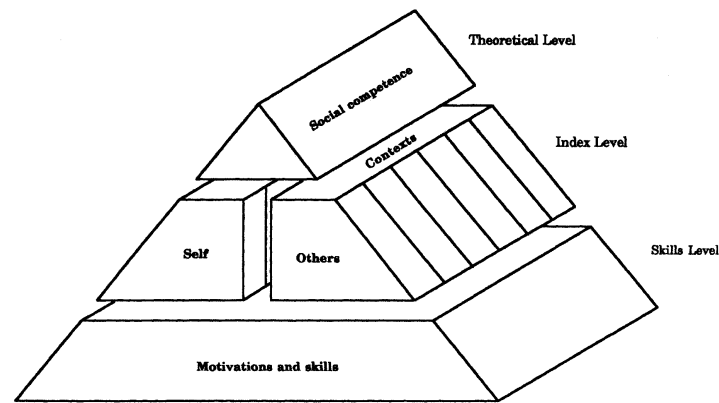 Theoretical Level
Social competence
Index Level
Contexts
Skills Level
Self
Others
Motivations and skills